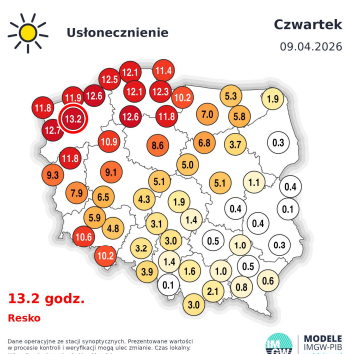 Usłonecznienie
Czwartek
09.04.2026
12.5 12.1 11.4
11.8 11.9 12.6 12.1 12.3 10.2 5.3 1.9
12.7 13.2 12.6 11.8 7.0 5.8
10.9 8.6 6.8 3.7 0.3
11.8
9.3 9.1 5.0
7.9 6.5 5.1 5.1 1.1 0.4
4.3 1.9 0.4 0.1
5.9 4.8 3.1 1.4 0.4
10.6 3.2 3.0 0.5 1.0 0.3
10.2 3.9 1.4 1.6 1.0 0.5
0.1 2.1 0.8 0.6
3.0
13.2 godz.
Resko
Dane operacyjne ze stacji synoptycznych. Prezentowane wartości
w procesie kontroli i weryfikacji mogą ulec zmianie. Czas lokalny.
IM
GW
MODELE
IMGW-PIB